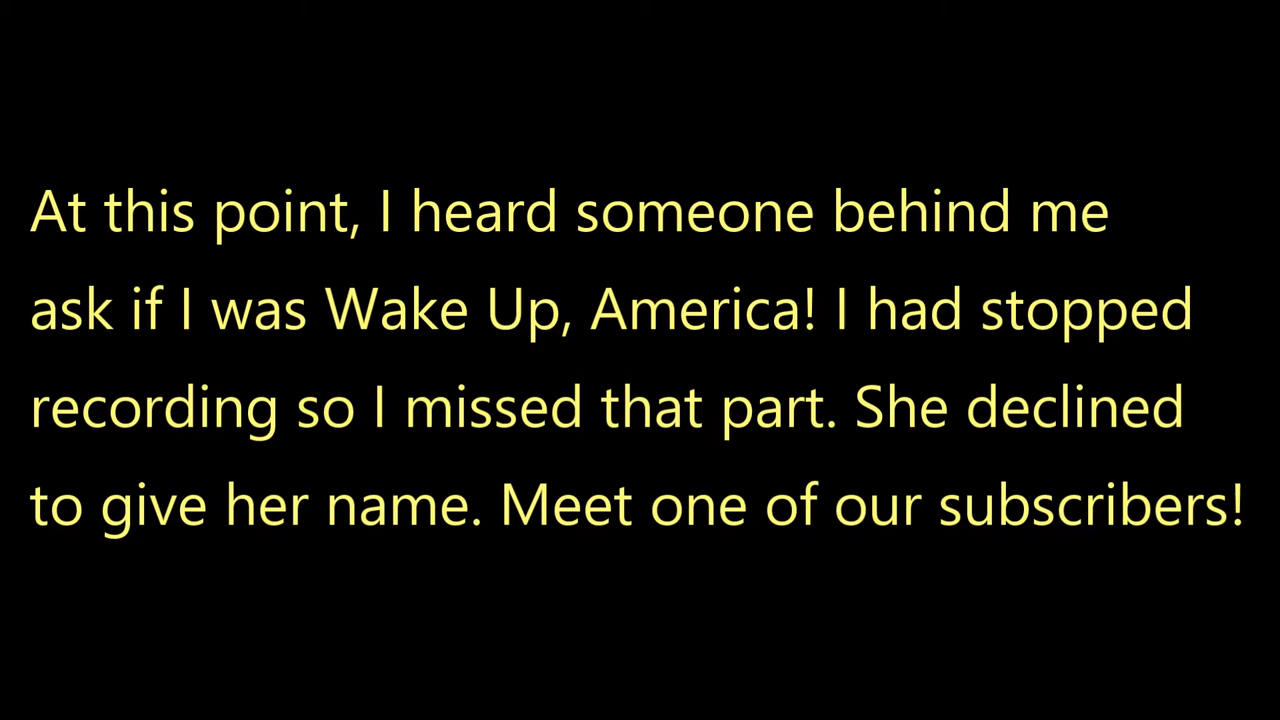 At this point, I heard someone behind me
ask if I was Wake Up, America! I had stopped
recording so I missed that part. She declined
to give her name. Meet one of our subscribers!